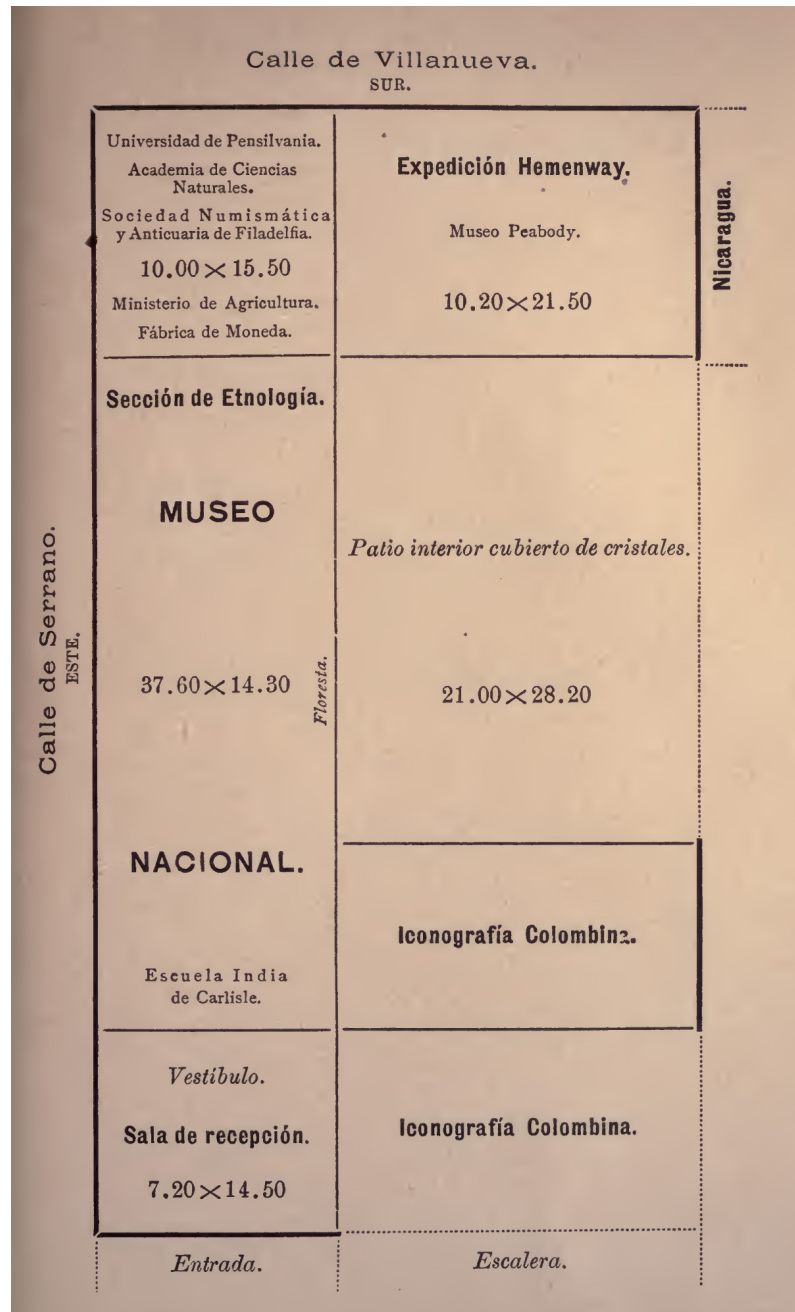 Calle de Villanueva.
SUR.
Universidad de Pensilvania.
Academia de Ciencias
Naturales.
Sociedad Numismática
y Anticuaria de Filadelfia.
10.00 × 15.50
Ministerio de Agricultura.
Fábrica de Moneda.
Expedición Hemenway.
Museo Peabody.
10.20 × 21.50
Nicaragua.
Sección de Etnología.
MUSEO
37.60 × 14.30
Floresta.
NACIONAL.
Escuela India
de Carlisle.
Patio interior cubierto de cristales.
21.00 × 28.20
Calle de Serrano.
ESTE.
Iconografía Colombina.
Vestíbulo.
Sala de recepción.
7.20 × 14.50
Iconografía Colombina.
Entrada.
Escalera.